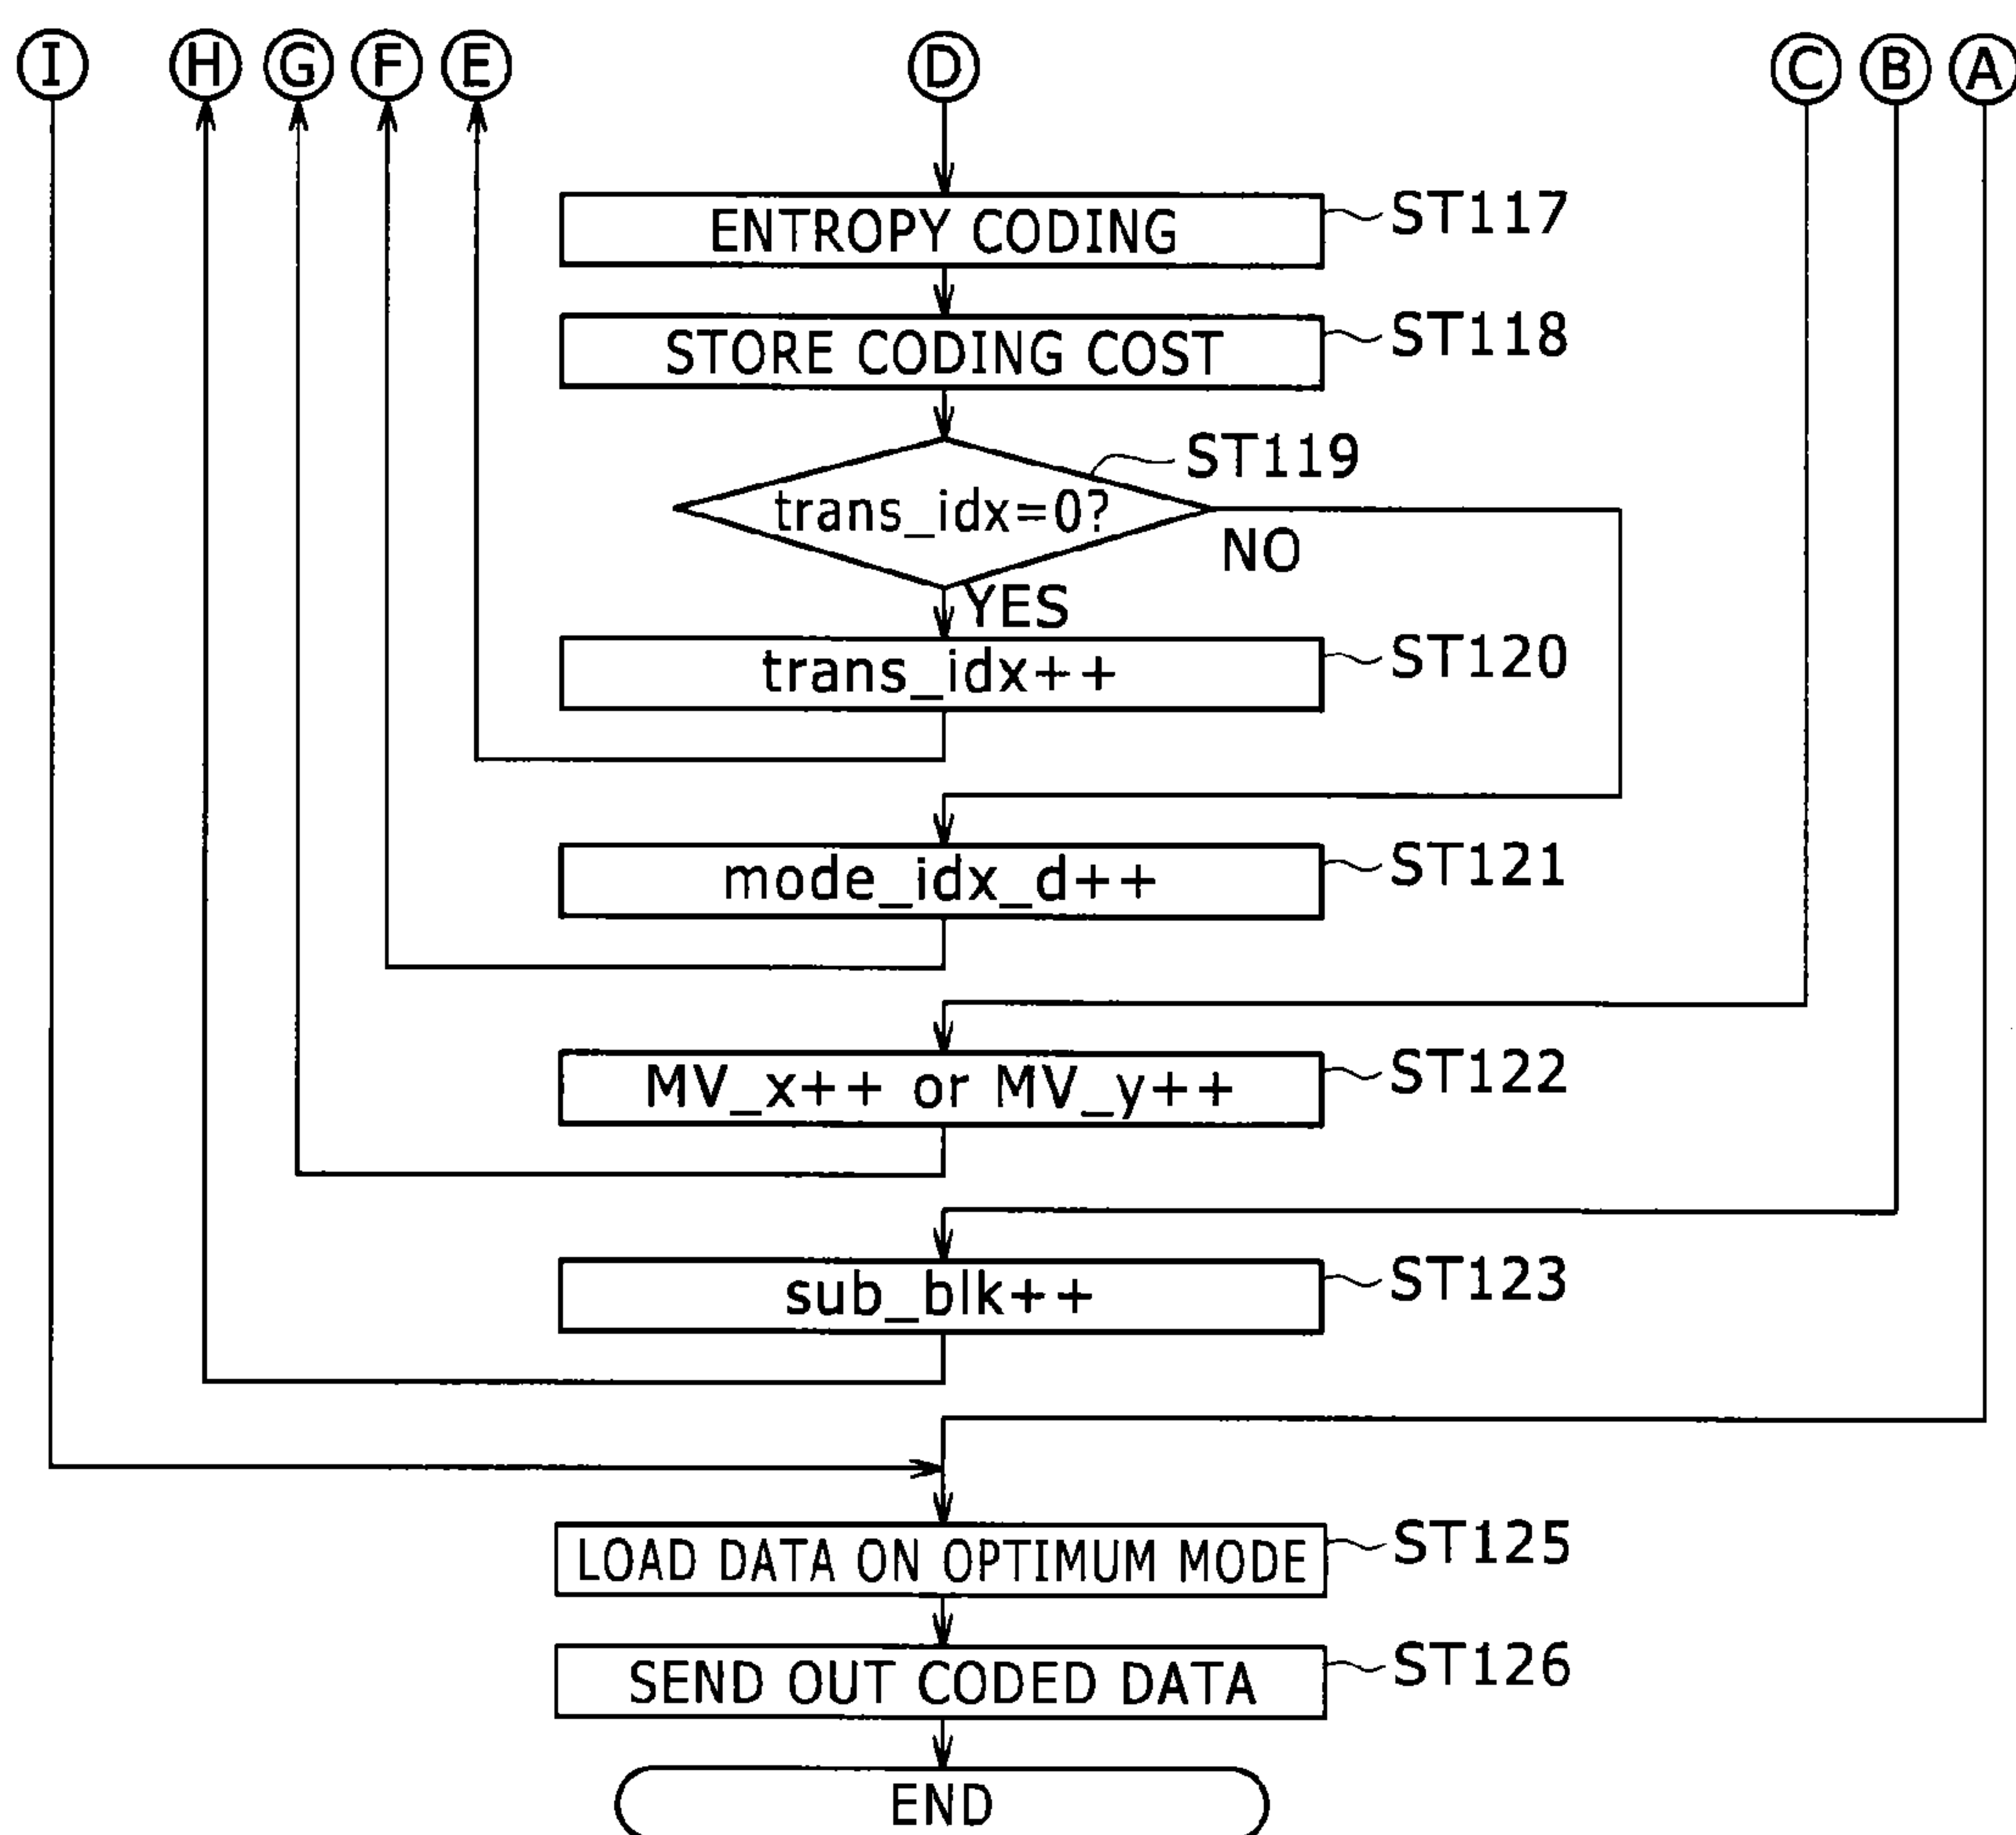 I H G F E D C B A
ENTROPY CODING ST117
STORE CODING COST ST118
ST119
trans_idx=0?
NO
YES
trans_idx++ ST120
mode_idx_d++ ST121
MV_x++ or MV_y++ ST122
sub_blk++ ST123
LOAD DATA ON OPTIMUM MODE ST125
SEND OUT CODED DATA ST126
END